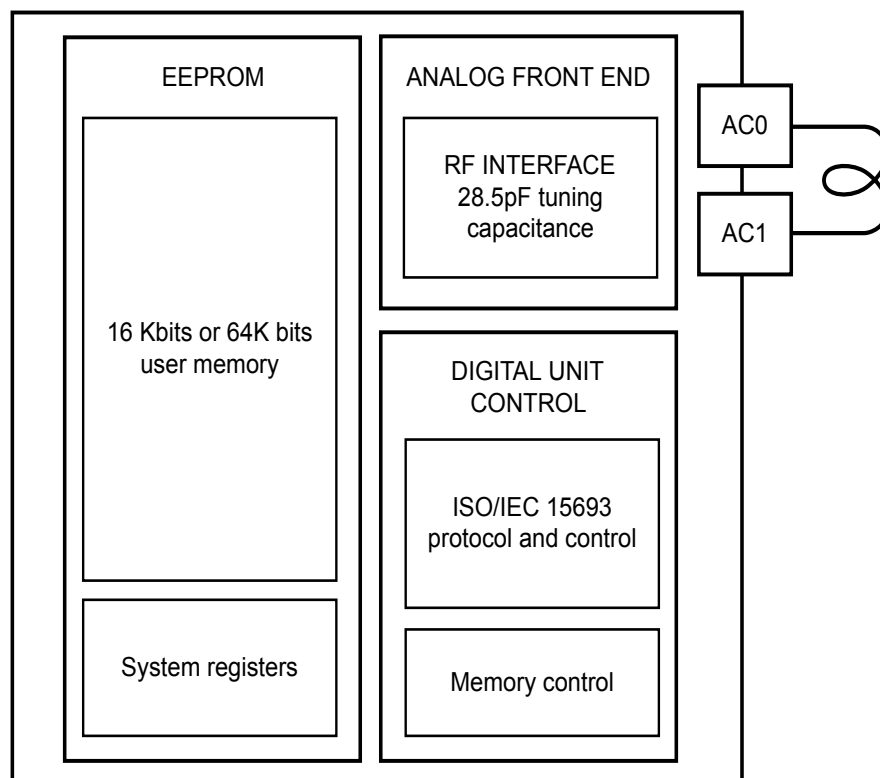 EEPROM
16 Kbits or 64K bits
user memory
System registers
ANALOG FRONT END
RF INTERFACE
28.5pF tuning
capacitance
DIGITAL UNIT
CONTROL
ISO/IEC 15693
protocol and control
Memory control
AC0
AC1